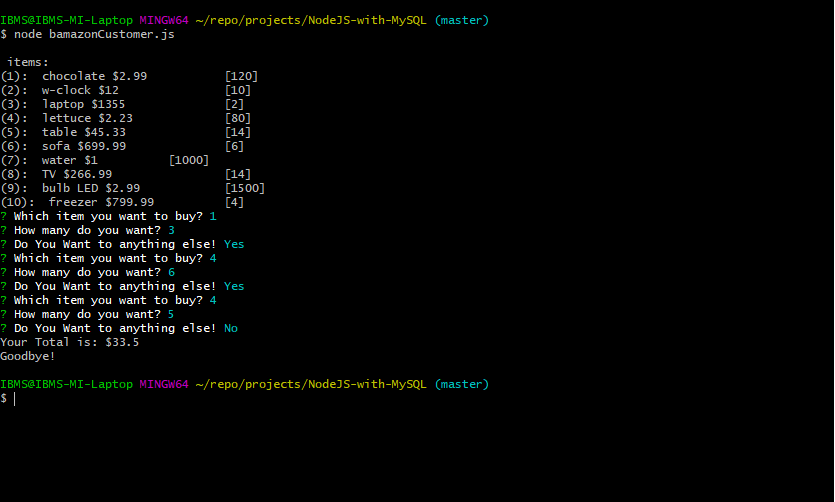 IBMS@IBMS-MI-Laptop MINGW64 ~/repo/projects/NodeJS-with-MySQL (master)
$ node bamazonCustomer.js
items:
(1):  chocolate $2.99           [120]
(2):  w-clock $12               [10]
(3):  laptop $1355              [2]
(4):  lettuce $2.23             [80]
(5):  table $45.33              [14]
(6):  sofa $699.99              [6]
(7):  water $1          [1000]
(8):  TV $266.99                [14]
(9):  bulb LED $2.99            [1500]
(10):  freezer $799.99          [4]
? Which item you want to buy? 1
? How many do you want? 3
? Do You Want to anything else! Yes
? Which item you want to buy? 4
? How many do you want? 6
? Do You Want to anything else! Yes
? Which item you want to buy? 4
? How many do you want? 5
? Do You Want to anything else! No
Your Total is: $33.5
Goodbye!
IBMS@IBMS-MI-Laptop MINGW64 ~/repo/projects/NodeJS-with-MySQL (master)
$